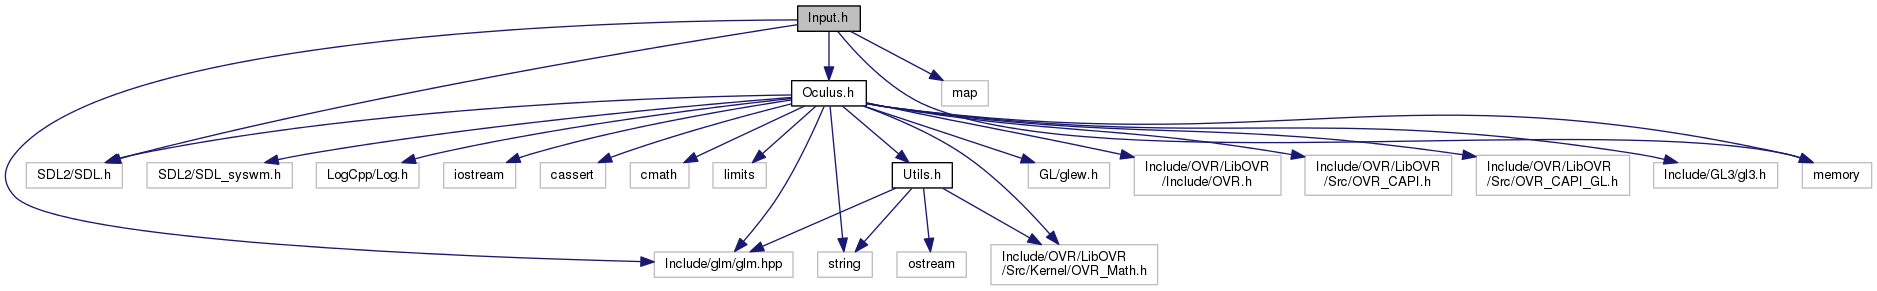 Input.h
Oculus.h
map
SDL2/SDL.h
SDL2/SDL_syswm.h
LogCpp/Log.h
iostream
cassert
cmath
limits
Utils.h
GL/glew.h
Include/OVR/LibOVR
/Include/OVR.h
Include/OVR/LibOVR
/Src/OVR_CAPI.h
Include/OVR/LibOVR
/Src/OVR_CAPI_GL.h
Include/GL3/gl3.h
memory
Include/glm/glm.hpp
string
ostream
Include/OVR/LibOVR
/Src/Kernel/OVR_Math.h